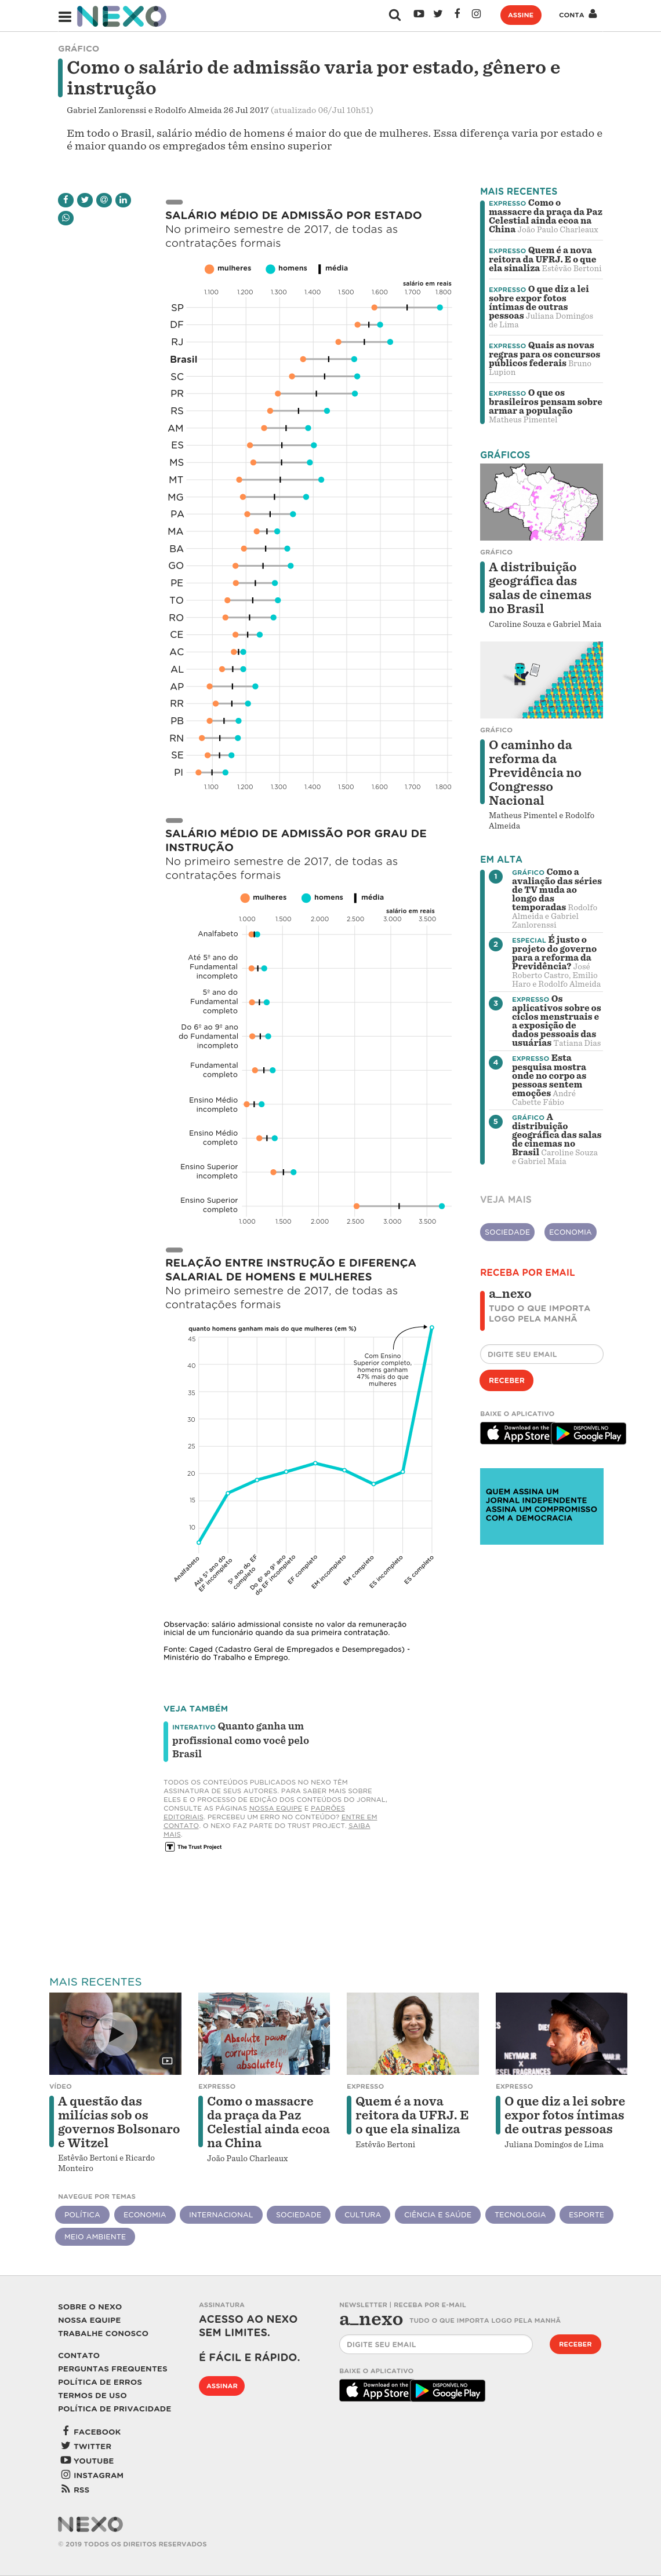 NEXO
ASSINE
CONTA
GRÁFICO
Como o salário de admissão varia por estado, gênero e
instrução
Gabriel Zanlorenssi e Rodolfo Almeida 26 Jul 2017 (atualizado 06/Jul 10h51)
Em todo o Brasil, salário médio de homens é maior do que de mulheres. Essa diferença varia por estado e
é maior quando os empregados têm ensino superior
SALÁRIO MÉDIO DE ADMISSÃO POR ESTADO
No primeiro semestre de 2017, de todas as
contratações formais
mulheres homens média
salário em reais
1.100 1.200 1.300 1.400 1.500 1.600 1.700 1.800
SP
DF
RJ
Brasil
SC
PR
RS
AM
ES
MS
MT
MG
PA
MA
BA
GO
PE
TO
RO
CE
AC
AL
AP
RR
PB
RN
SE
PI
1.100 1.200 1.300 1.400 1.500 1.600 1.700 1.800
SALÁRIO MÉDIO DE ADMISSÃO POR GRAU DE
INSTRUÇÃO
No primeiro semestre de 2017, de todas as
contratações formais
mulheres homens média
salário em reais
1.000 1.500 2.000 2.500 3.000 3.500
Analfabeto
Até 5º ano do
Fundamental
incompleto
5º ano do
Fundamental
completo
Do 6º ao 9º ano
do Fundamental
incompleto
Fundamental
completo
Ensino Médio
incompleto
Ensino Médio
completo
Ensino Superior
incompleto
Ensino Superior
completo
1.000 1.500 2.000 2.500 3.000 3.500
RELAÇÃO ENTRE INSTRUÇÃO E DIFERENÇA
SALARIAL DE HOMENS E MULHERES
No primeiro semestre de 2017, de todas as
contratações formais
quanto homens ganham mais do que mulheres (em %)
45
40
35
30
25
20
15
10
Com Ensino
Superior completo,
homens ganham
47% mais do que
mulheres
Analfabeto
Até 5º ano do
EF incompleto
5º ano do EF
completo
Do 6º ao 9º ano
do EF incompleto
EF completo
EM incompleto
EM completo
ES incompleto
ES completo
Observação: salário admissional consiste no valor da remuneração
inicial de um funcionário quando da sua primeira contratação.
Fonte: Caged (Cadastro Geral de Empregados e Desempregados) -
Ministério do Trabalho e Emprego.
VEJA TAMBÉM
INTERATIVO Quanto ganha um
profissional como você pelo
Brasil
TODOS OS CONTEÚDOS PUBLICADOS NO NEXO TÊM
ASSINATURA DE SEUS AUTORES. PARA SABER MAIS SOBRE
ELES E O PROCESSO DE EDIÇÃO DOS CONTEÚDOS DO JORNAL,
CONSULTE AS PÁGINAS NOSSA EQUIPE E PADRÕES
EDITORIAIS. PERCEBEU UM ERRO NO CONTEÚDO? ENTRE EM
CONTATO. O NEXO FAZ PARTE DO TRUST PROJECT. SAIBA
MAIS.
T The Trust Project
MAIS RECENTES
EXPRESSO Como o
massacre da praça da Paz
Celestial ainda ecoa na
China João Paulo Charleaux
EXPRESSO Quem é a nova
reitora da UFRJ. E o que
ela sinaliza Estêvão Bertoni
EXPRESSO O que diz a lei
sobre expor fotos
íntimas de outras
pessoas Juliana Domingos
de Lima
EXPRESSO Quais as novas
regras para os concursos
públicos federais Bruno
Lupion
EXPRESSO O que os
brasileiros pensam sobre
armar a população
Matheus Pimentel
GRÁFICOS
GRÁFICO
A distribuição
geográfica das
salas de cinemas
no Brasil
Caroline Souza e Gabriel Maia
GRÁFICO
O caminho da
reforma da
Previdência no
Congresso
Nacional
Matheus Pimentel e Rodolfo
Almeida
EM ALTA
1
GRÁFICO Como a
avaliação das séries
de TV muda ao
longo das
temporadas Rodolfo
Almeida e Gabriel
Zanlorenssi
2
ESPECIAL É justo o
projeto do governo
para a reforma da
Previdência? José
Roberto Castro, Emílio
Haro e Rodolfo Almeida
3
EXPRESSO Os
aplicativos sobre os
ciclos menstruais e
a exposição de
dados pessoais das
usuárias Tatiana Dias
4
EXPRESSO Esta
pesquisa mostra
onde no corpo as
pessoas sentem
emoções André
Cabette Fábio
5
GRÁFICO A
distribuição
geográfica das salas
de cinemas no
Brasil Caroline Souza
e Gabriel Maia
VEJA MAIS
SOCIEDADE ECONOMIA
RECEBA POR EMAIL
a_nexo
TUDO O QUE IMPORTA
LOGO PELA MANHÃ
DIGITE SEU EMAIL
RECEBER
BAIXE O APLICATIVO
Download on the App Store
DISPONÍVEL NO Google Play
QUEM ASSINA UM
JORNAL INDEPENDENTE
ASSINA UM COMPROMISSO
COM A DEMOCRACIA
MAIS RECENTES
Absolute power
corrupts
absolutely
DIESEL
NEYMAR JR
DIESEL FRAGRANCES
VÍDEO
A questão das
milícias sob os
governos Bolsonaro
e Witzel
Estêvão Bertoni e Ricardo
Monteiro
EXPRESSO
Como o massacre
da praça da Paz
Celestial ainda ecoa
na China
João Paulo Charleaux
EXPRESSO
Quem é a nova
reitora da UFRJ. E
o que ela sinaliza
Estêvão Bertoni
EXPRESSO
O que diz a lei sobre
expor fotos íntimas
de outras pessoas
Juliana Domingos de Lima
NAVEGUE POR TEMAS
POLÍTICA ECONOMIA INTERNACIONAL SOCIEDADE CULTURA CIÊNCIA E SAÚDE TECNOLOGIA ESPORTE
MEIO AMBIENTE
SOBRE O NEXO
NOSSA EQUIPE
TRABALHE CONOSCO
CONTATO
PERGUNTAS FREQUENTES
POLÍTICA DE ERROS
TERMOS DE USO
POLÍTICA DE PRIVACIDADE
FACEBOOK
TWITTER
YOUTUBE
INSTAGRAM
RSS
ASSINATURA
ACESSO AO NEXO
SEM LIMITES.
É FÁCIL E RÁPIDO.
ASSINAR
NEWSLETTER | RECEBA POR E-MAIL
a_nexo TUDO O QUE IMPORTA LOGO PELA MANHÃ
DIGITE SEU EMAIL
RECEBER
BAIXE O APLICATIVO
Download on the App Store
DISPONÍVEL NO Google Play
NEXO
© 2019 TODOS OS DIREITOS RESERVADOS